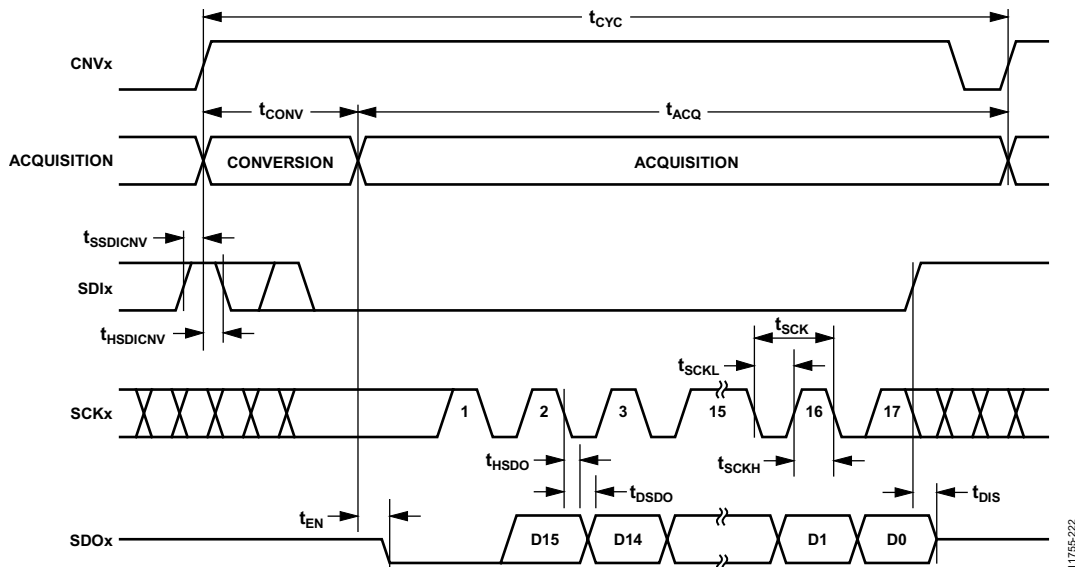 tCYC
CNVx
tCONV
tACQ
ACQUISITION
CONVERSION
ACQUISITION
tSSDICNV
SDIx
tHSDICNV
tSCK
tSCKL
SCKx
1
2
3
15
16
17
tHSDO
tSCKH
tDSDO
tDIS
tEN
SDOx
D15
D14
D1
D0
11755-222